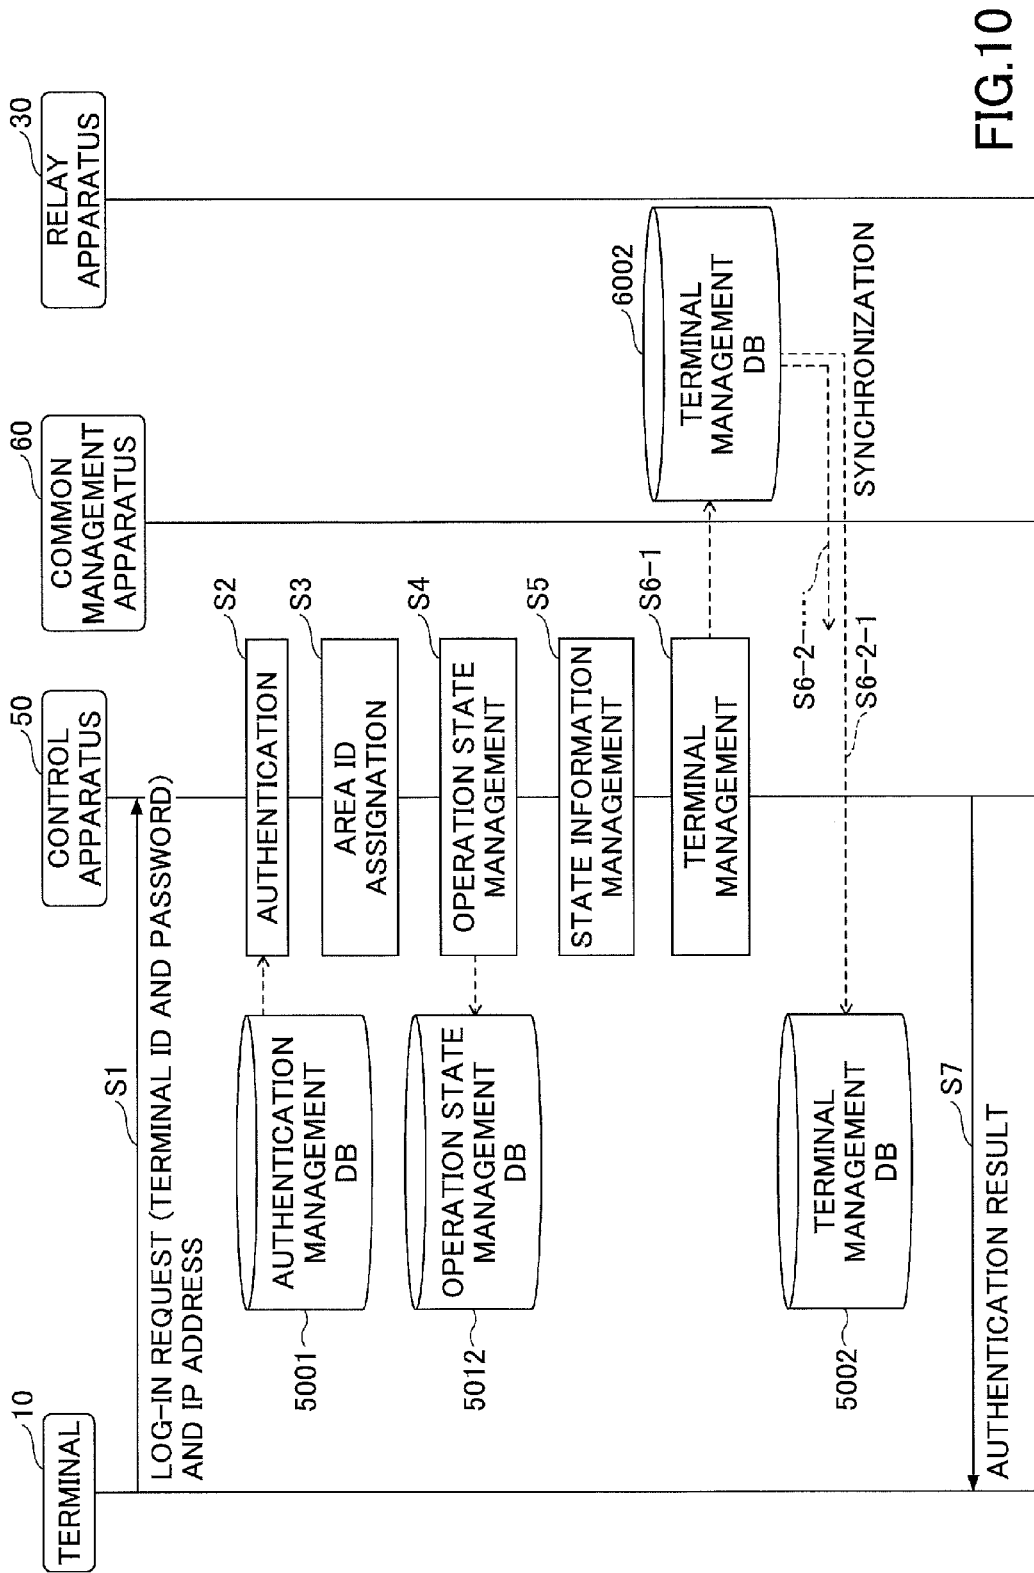 TERMINAL
10
CONTROL
APPARATUS
50
COMMON
MANAGEMENT
APPARATUS
60
RELAY
APPARATUS
30
S1
LOG-IN REQUEST (TERMINAL ID AND PASSWORD)
AND IP ADDRESS
AUTHENTICATION
MANAGEMENT
DB
5001
AUTHENTICATION
S2
AREA ID
ASSIGNATION
S3
OPERATION STATE
MANAGEMENT
DB
5012
OPERATION STATE
MANAGEMENT
S4
STATE INFORMATION
MANAGEMENT
S5
TERMINAL
MANAGEMENT
S6-1
TERMINAL
MANAGEMENT
DB
6002
S6-2-...
S6-2-1
SYNCHRONIZATION
TERMINAL
MANAGEMENT
DB
5002
S7
AUTHENTICATION RESULT
FIG.10